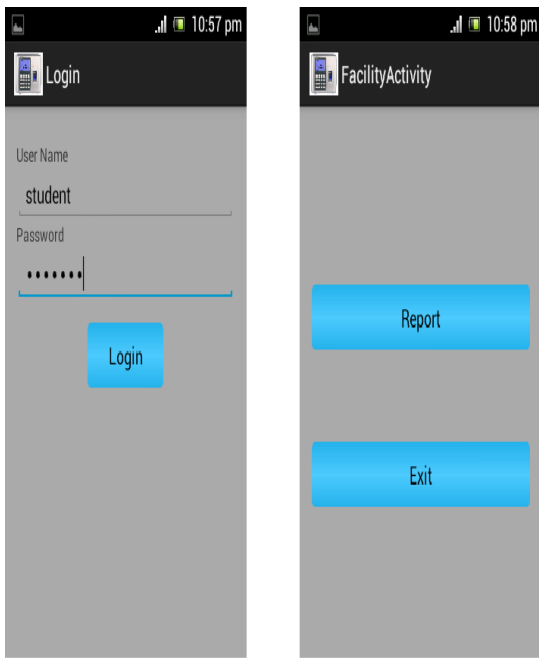 10:57 pm
Login
User Name
student
Password
Login
10:58 pm
FacilityActivity
Report
Exit